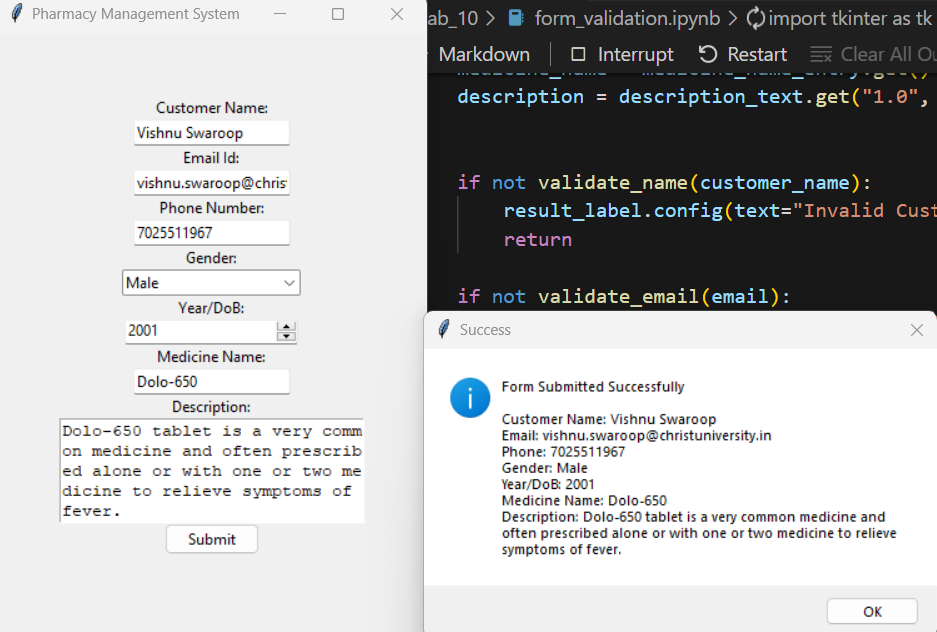 Pharmacy Management System
Customer Name:
Vishnu Swaroop
Email Id:
vishnu.swaroop@chris
Phone Number:
7025511967
Gender:
Male
Year/DoB:
2001
Medicine Name:
Dolo-650
Description:
Dolo-650 tablet is a very comm
on medicine and often prescrib
ed alone or with one or two me
dicine to relieve symptoms of
fever.
Submit
ab_10 > form_validation.ipynb > import tkinter as tk
Markdown | Interrupt Restart Clear All Ou
medicine_name = medicine_name_entry.get()
description = description_text.get("1.0",
if not validate_name(customer_name):
result_label.config(text="Invalid Cust
return
if not validate_email(email):
Success
Form Submitted Successfully
Customer Name: Vishnu Swaroop
Email: vishnu.swaroop@christuniversity.in
Phone: 7025511967
Gender: Male
Year/DoB: 2001
Medicine Name: Dolo-650
Description: Dolo-650 tablet is a very common medicine and
often prescribed alone or with one or two medicine to relieve
symptoms of fever.
OK